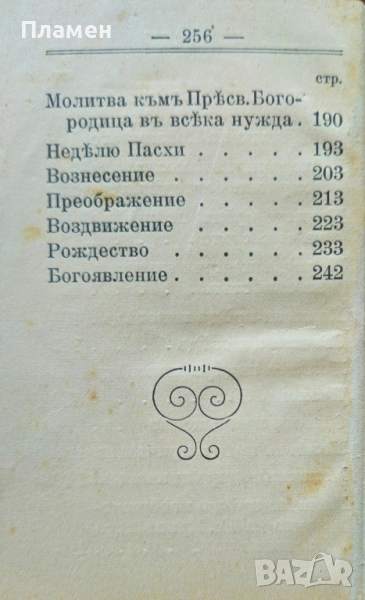 Пламен
— 256 —
стр.
Молитва къмъ Прѣсв. Бого-
родица въ всѣка нужда . 190
Недѣлю Пасхи . . . . . 193
Вознесение . . . . . . 203
Преображение . . . . . 213
Воздвижение . . . . . 223
Рождество . . . . . . 233
Богоявление . . . . . . 242
BAZAR